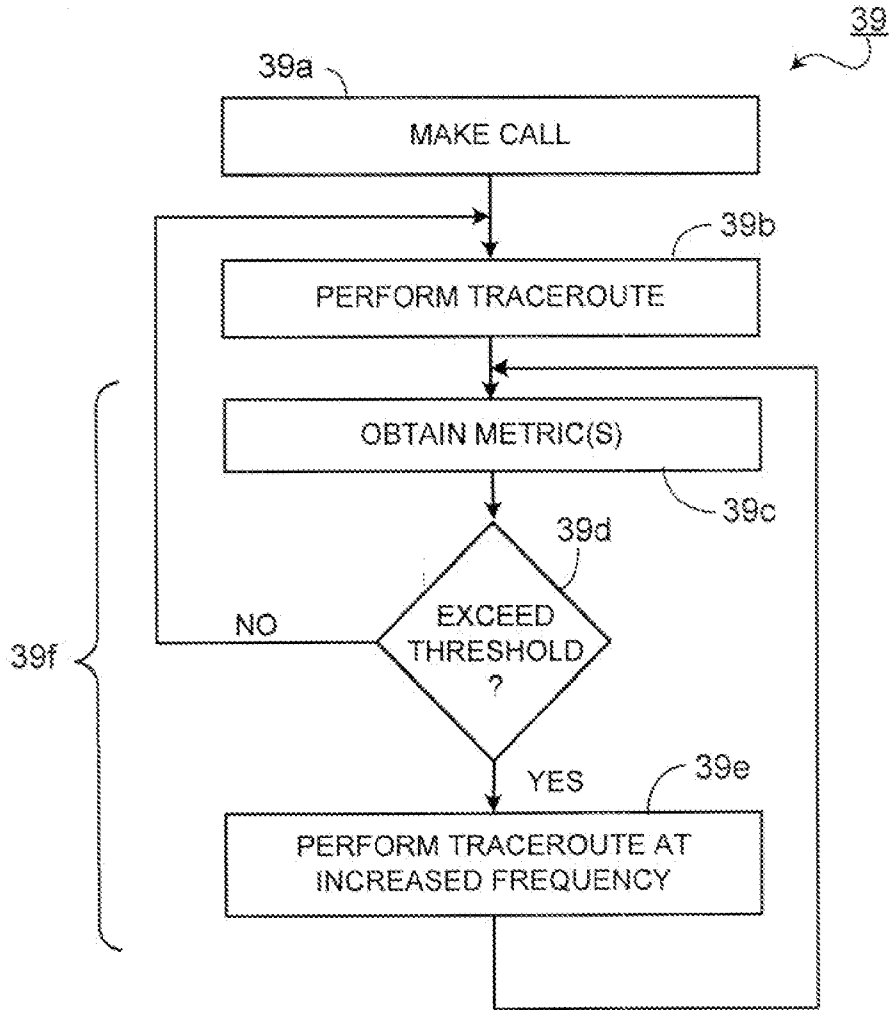 39
39a
MAKE CALL
39b
PERFORM TRACEROUTE
OBTAIN METRIC(S)
39c
39d
EXCEED
THRESHOLD
?
NO
39f
YES
39e
PERFORM TRACEROUTE AT
INCREASED FREQUENCY